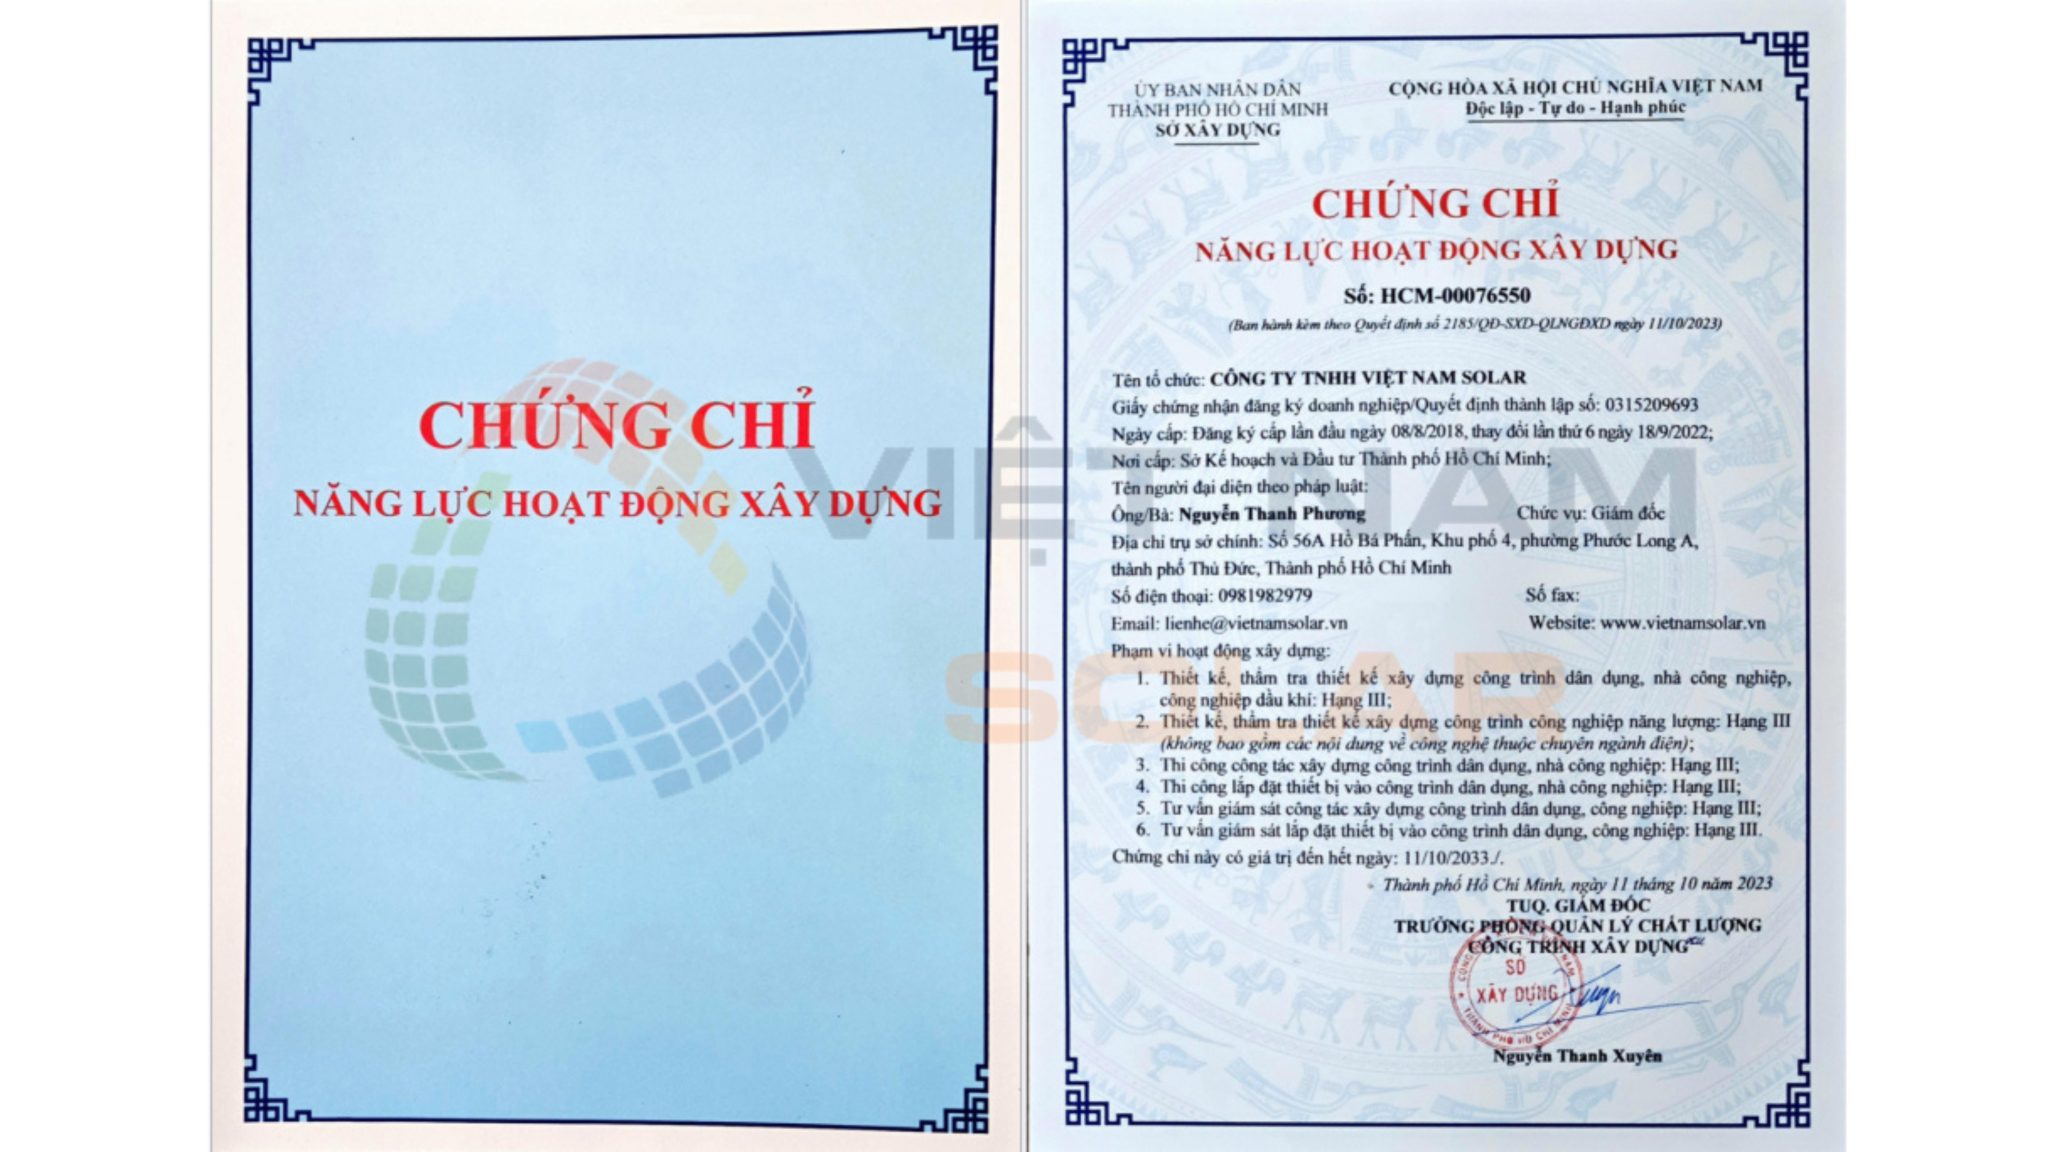 CHỨNG CHỈ
NĂNG LỰC HOẠT ĐỘNG XÂY DỰNG
VIỆT NAM
SOLAR
ỦY BAN NHÂN DÂN
THÀNH PHỐ HỒ CHÍ MINH
SỞ XÂY DỰNG
CỘNG HÒA XÃ HỘI CHỦ NGHĨA VIỆT NAM
Độc lập - Tự do - Hạnh phúc
CHỨNG CHỈ
NĂNG LỰC HOẠT ĐỘNG XÂY DỰNG
Số: HCM-00076550
(Ban hành kèm theo Quyết định số 2185/QĐ-SXD-QLNGĐXD ngày 11/10/2023)
Tên tổ chức: CÔNG TY TNHH VIỆT NAM SOLAR
Giấy chứng nhận đăng ký doanh nghiệp/Quyết định thành lập số: 0315209693
Ngày cấp: Đăng ký cấp lần đầu ngày 08/8/2018, thay đổi lần thứ 6 ngày 18/9/2022;
Nơi cấp: Sở Kế hoạch và Đầu tư Thành phố Hồ Chí Minh;
Tên người đại diện theo pháp luật:
Ông/Bà: Nguyễn Thanh Phương Chức vụ: Giám đốc
Địa chỉ trụ sở chính: Số 56A Hồ Bá Phấn, Khu phố 4, phường Phước Long A,
thành phố Thủ Đức, Thành phố Hồ Chí Minh
Số điện thoại: 0981982979 Số fax:
Email: lienhe@vietnamsolar.vn Website: www.vietnamsolar.vn
Phạm vi hoạt động xây dựng:
1. Thiết kế, thẩm tra thiết kế xây dựng công trình dân dụng, nhà công nghiệp,
công nghiệp dầu khí: Hạng III;
2. Thiết kế, thẩm tra thiết kế xây dựng công trình công nghiệp năng lượng: Hạng III
(không bao gồm các nội dung về công nghệ thuộc chuyên ngành điện);
3. Thi công công tác xây dựng công trình dân dụng, nhà công nghiệp: Hạng III;
4. Thi công lắp đặt thiết bị vào công trình dân dụng, nhà công nghiệp: Hạng III;
5. Tư vấn giám sát công tác xây dựng công trình dân dụng, công nghiệp: Hạng III;
6. Tư vấn giám sát lắp đặt thiết bị vào công trình dân dụng, công nghiệp: Hạng III.
Chứng chỉ này có giá trị đến hết ngày: 11/10/2033./.
Thành phố Hồ Chí Minh, ngày 11 tháng 10 năm 2023
TUQ. GIÁM ĐỐC
TRƯỞNG PHÒNG QUẢN LÝ CHẤT LƯỢNG
CÔNG TRÌNH XÂY DỰNG
SỞ
XÂY DỰNG
THÀNH PHỐ HỒ CHÍ MINH
Nguyễn Thanh Xuyên